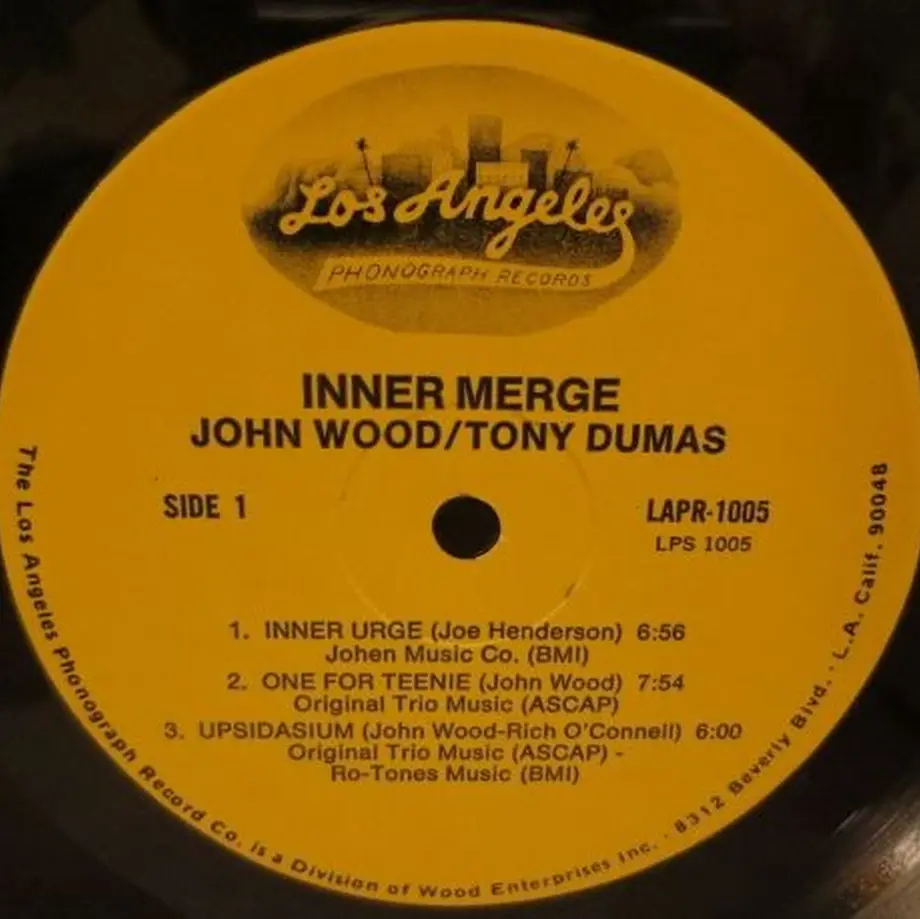 Los Angeles
PHONOGRAPH RECORDS
INNER MERGE
JOHN WOOD/TONY DUMAS
SIDE 1
LAPR-1005
LPS 1005
1. INNER URGE (Joe Henderson) 6:56
Johen Music Co. (BMI)
2. ONE FOR TEENIE (John Wood) 7:54
Original Trio Music (ASCAP)
3. UPSIDASIUM (John Wood-Rich O'Connell) 6:00
Original Trio Music (ASCAP) -
Ro-Tones Music (BMI)
The Los Angeles Phonograph Record Co. is a Division of Wood Enterprises Inc. · 8312 Beverly Blvd. · L.A. Calif. 90048